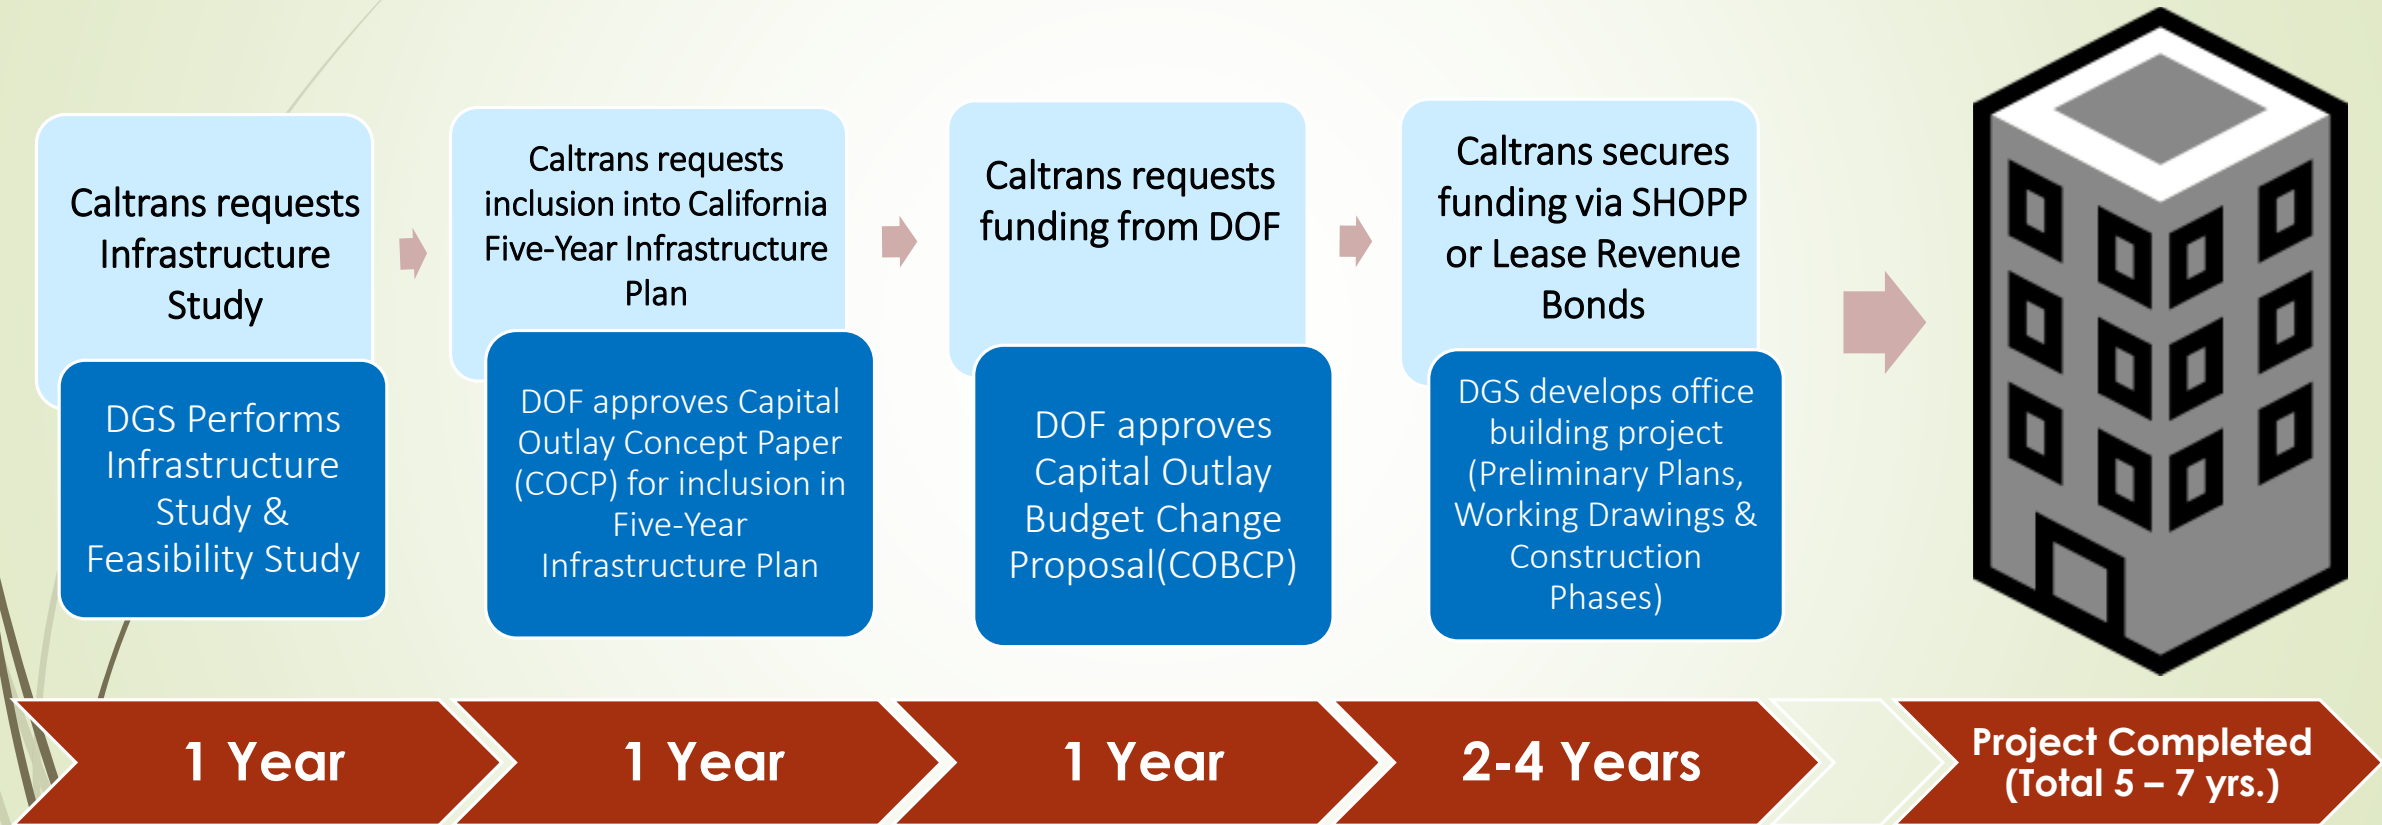 Caltrans requests
Infrastructure
Study
DGS Performs
Infrastructure
Study &
Feasibility Study
Caltrans requests
inclusion into California
Five-Year Infrastructure
Plan
DOF approves Capital
Outlay Concept Paper
(COCP) for inclusion in
Five-Year
Infrastructure Plan
Caltrans requests
funding from DOF
DOF approves
Capital Outlay
Budget Change
Proposal(COBCP)
Caltrans secures
funding via SHOPP
or Lease Revenue
Bonds
DGS develops office
building project
(Preliminary Plans,
Working Drawings &
Construction
Phases)
1 Year
1 Year
1 Year
2-4 Years
Project Completed
(Total 5 – 7 yrs.)